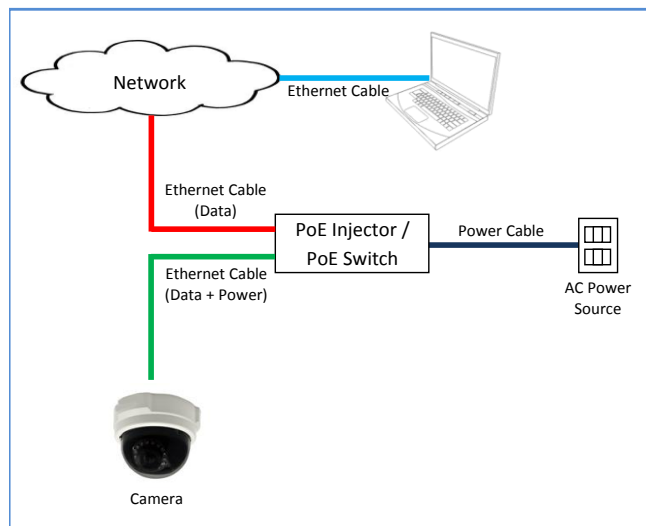 Network
Ethernet Cable
Ethernet Cable
(Data)
PoE Injector /
PoE Switch
Power Cable
Ethernet Cable
(Data + Power)
AC Power
Source
Camera